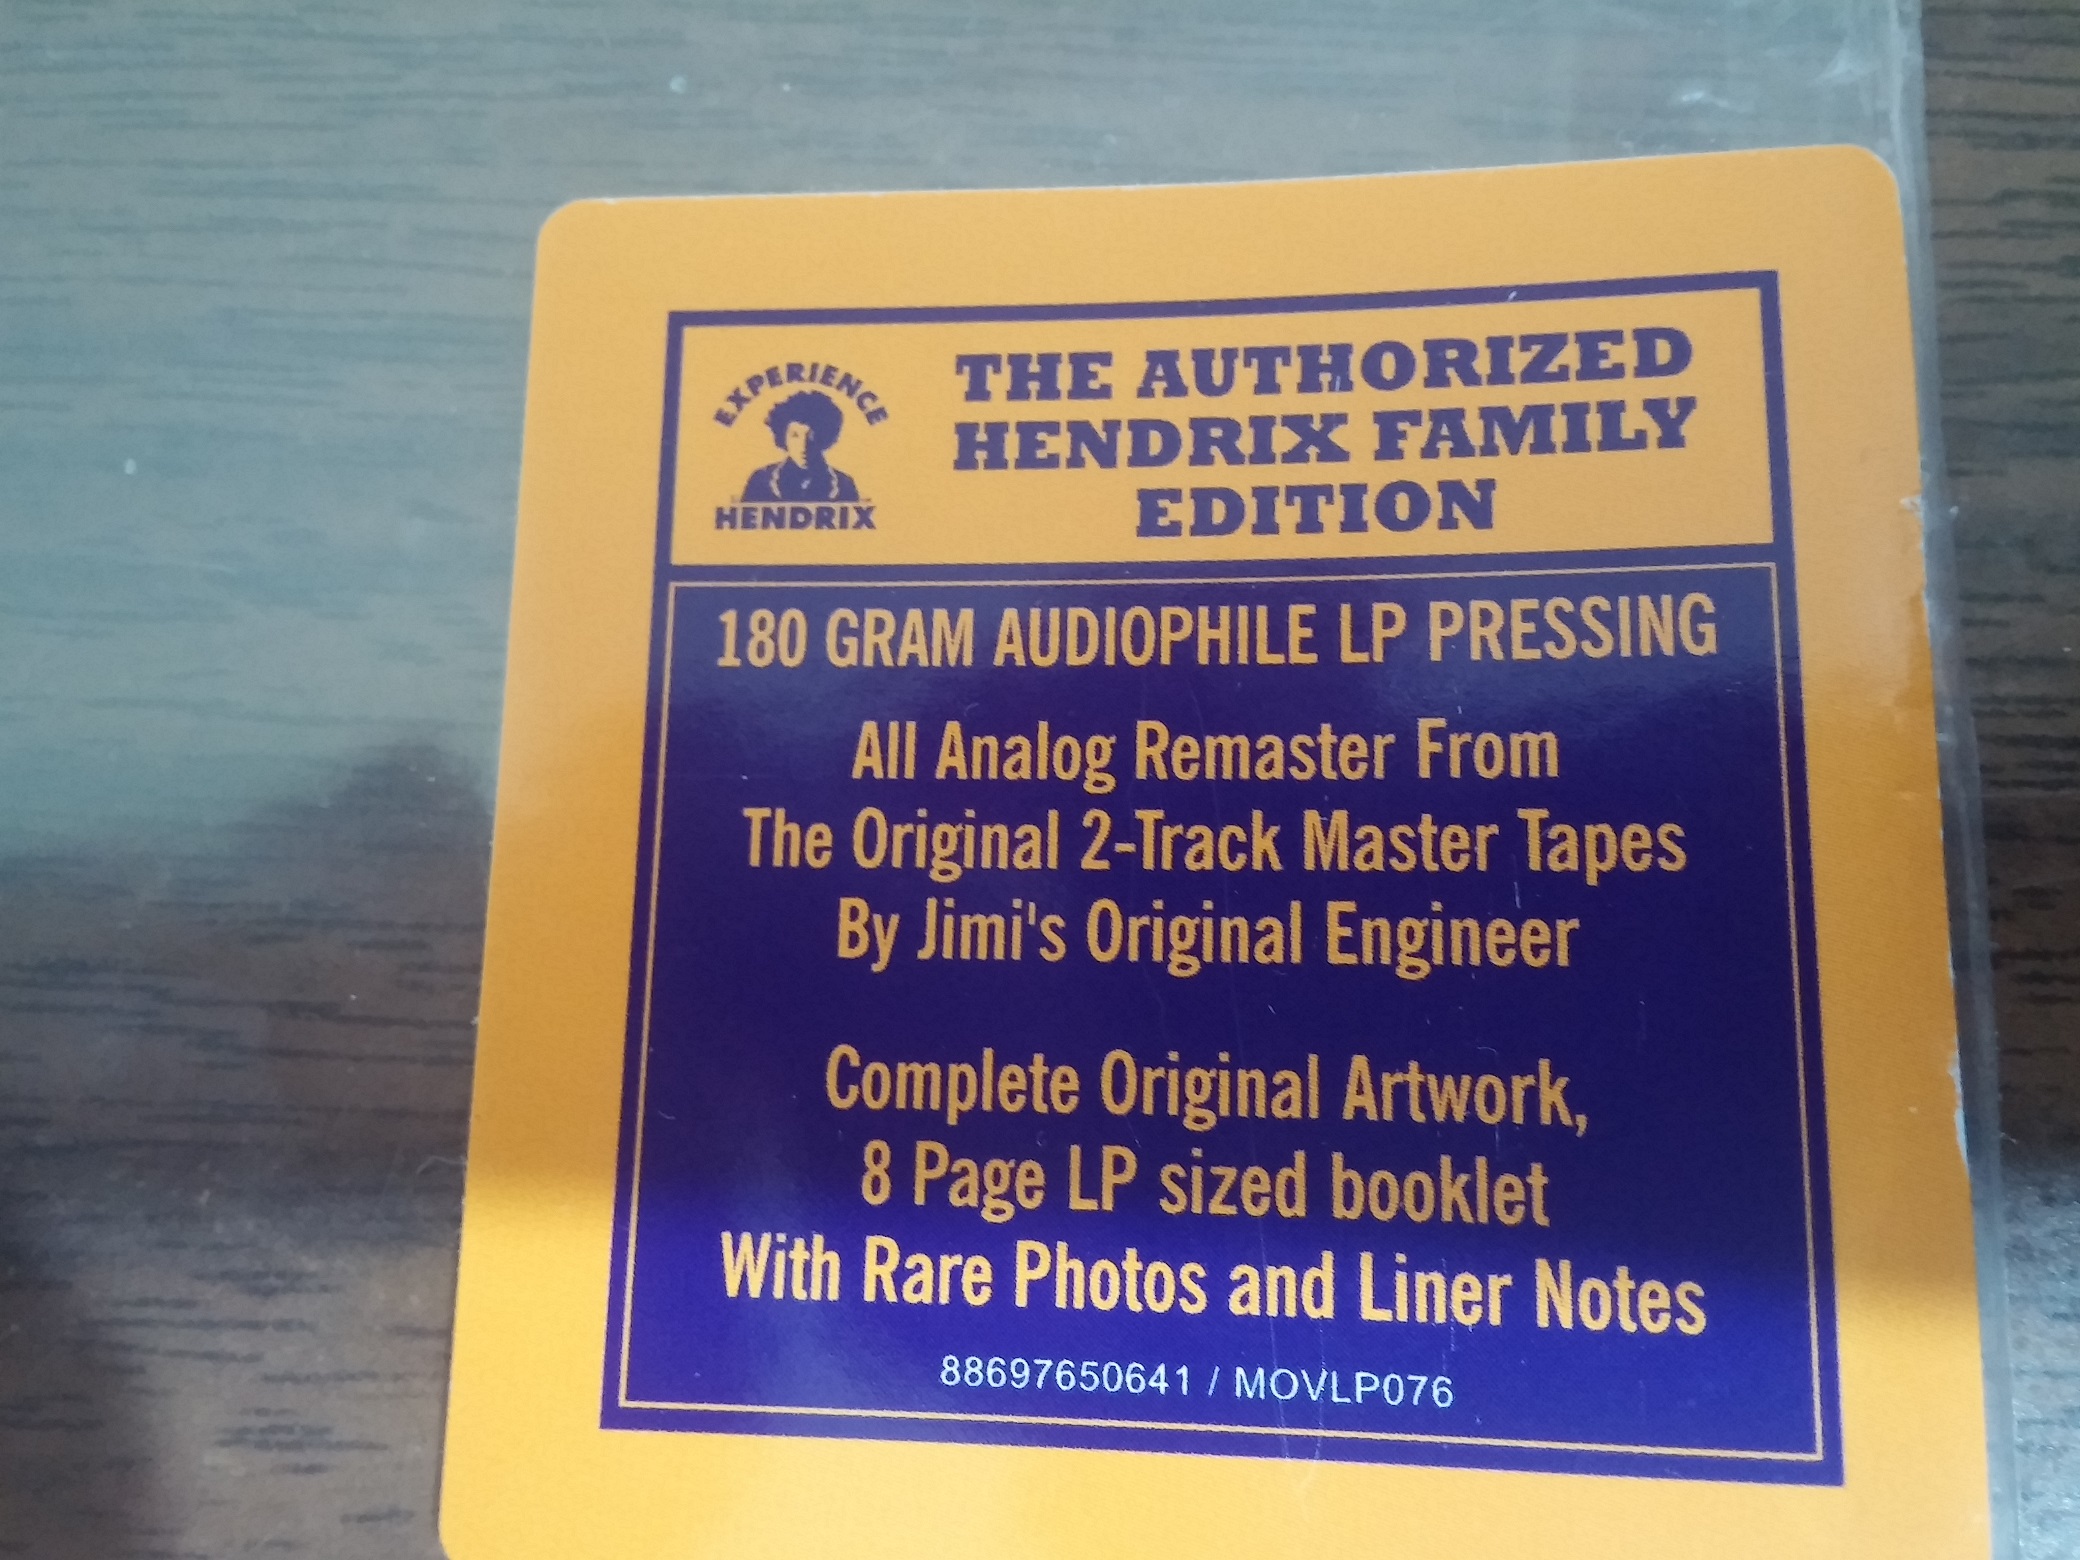 EXPERIENCE
HENDRIX
THE AUTHORIZED
HENDRIX FAMILY
EDITION
180 GRAM AUDIOPHILE LP PRESSING
All Analog Remaster From
The Original 2-Track Master Tapes
By Jimi's Original Engineer
Complete Original Artwork,
8 Page LP sized booklet
With Rare Photos and Liner Notes
88697650641 / MOVLP076